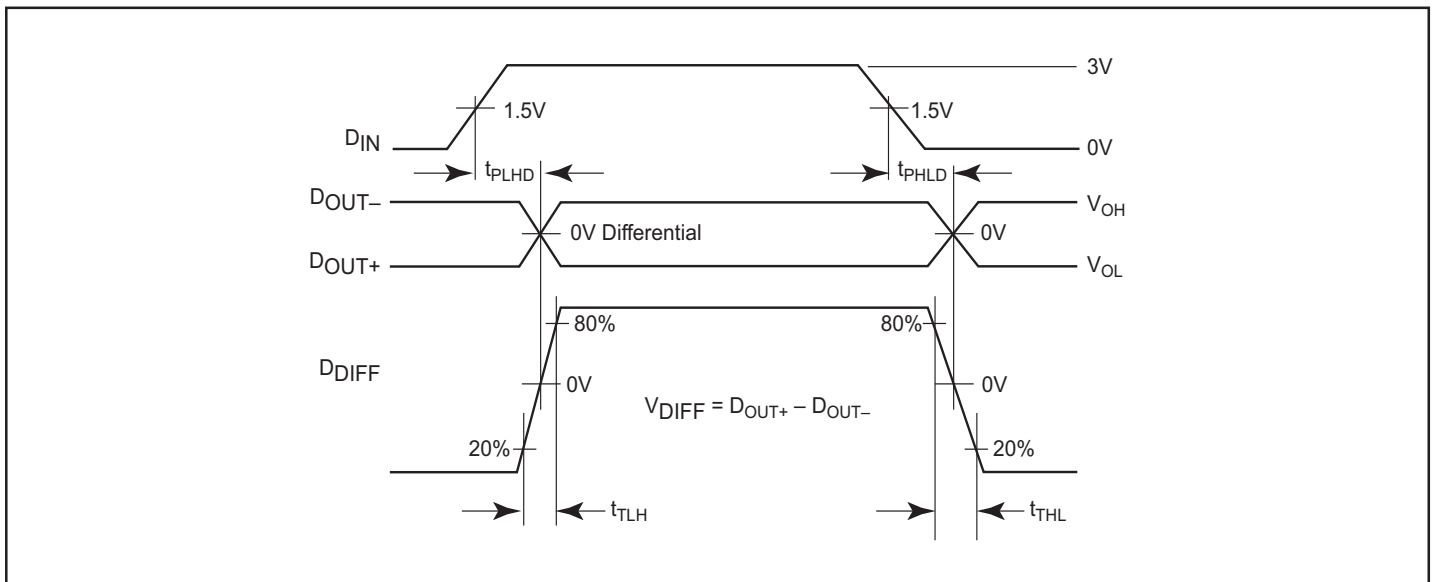 3V
1.5V 1.5V
DIN 0V
tPLHD tPHLD
DOUT– VOH
0V Differential 0V
DOUT+ VOL
80% 80%
DDIFF 0V 0V
VDIFF = DOUT+ – DOUT–
20% 20%
tTLH tTHL